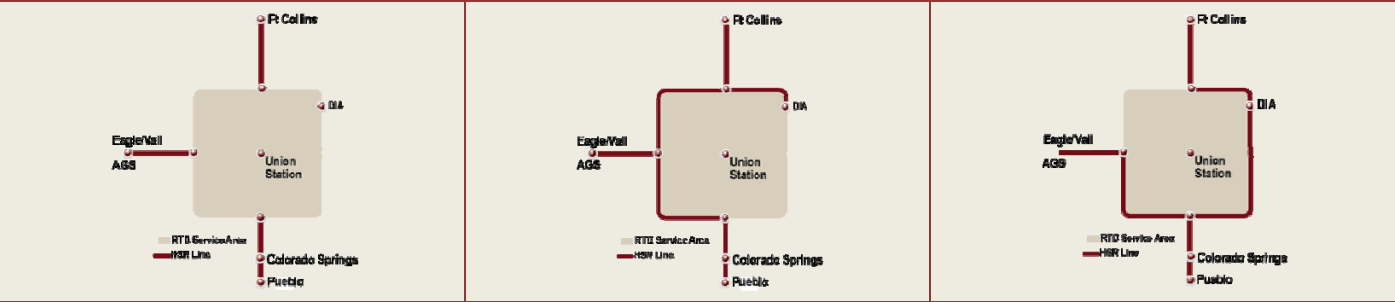 Ft Collins
DIA
Eagle/Vail
AGS
Union
Station
RTD Service Area
HSR Line
Colorado Springs
Pueblo
Ft Collins
DIA
Eagle/Vail
AGS
Union
Station
RTD Service Area
HSR Line
Colorado Springs
Pueblo
Ft Collins
DIA
Eagle/Vail
AGS
Union
Station
RTD Service Area
HSR Line
Colorado Springs
Pueblo